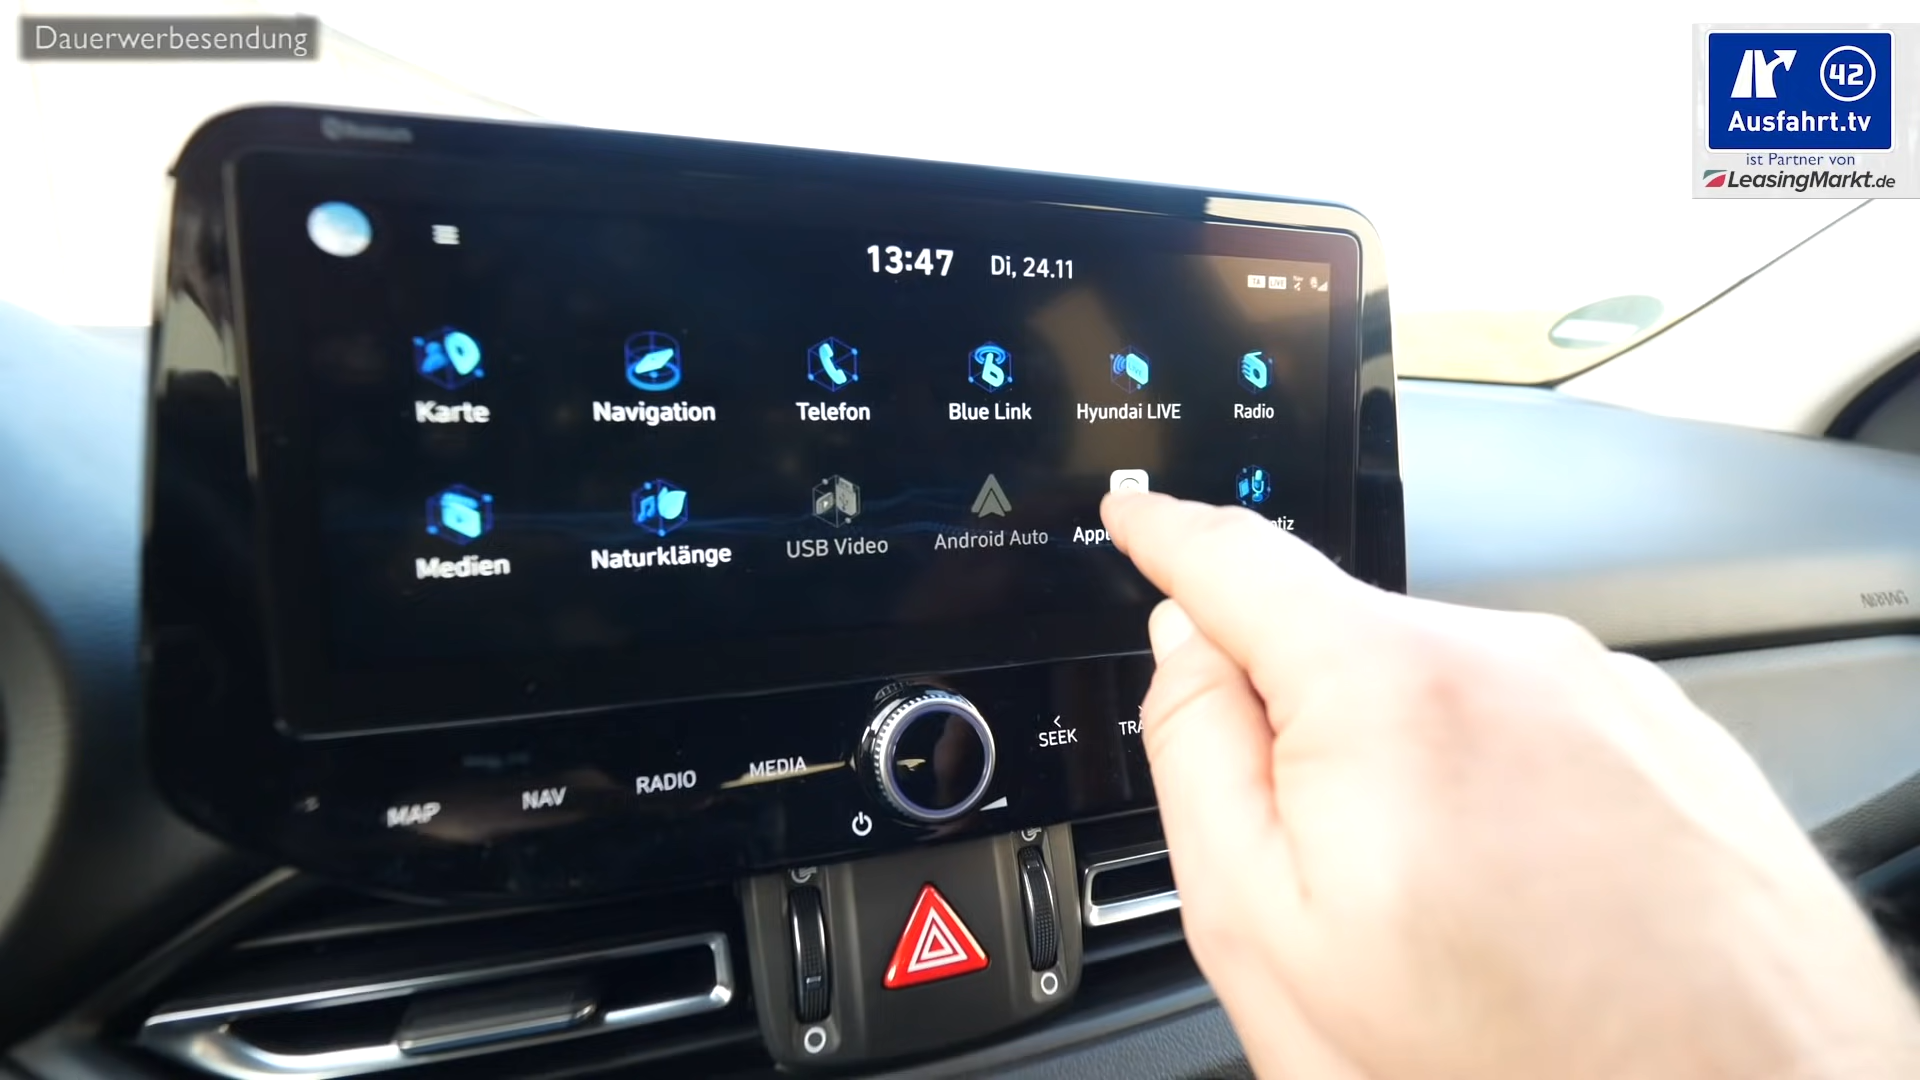 Dauerwerbesendung
42
Ausfahrt.tv
ist Partner von
LeasingMarkt.de
13:47 Di, 24.11
Karte Navigation Telefon Blue Link Hyundai LIVE Radio
Medien Naturklänge USB Video Android Auto
MAP NAV RADIO MEDIA SEEK